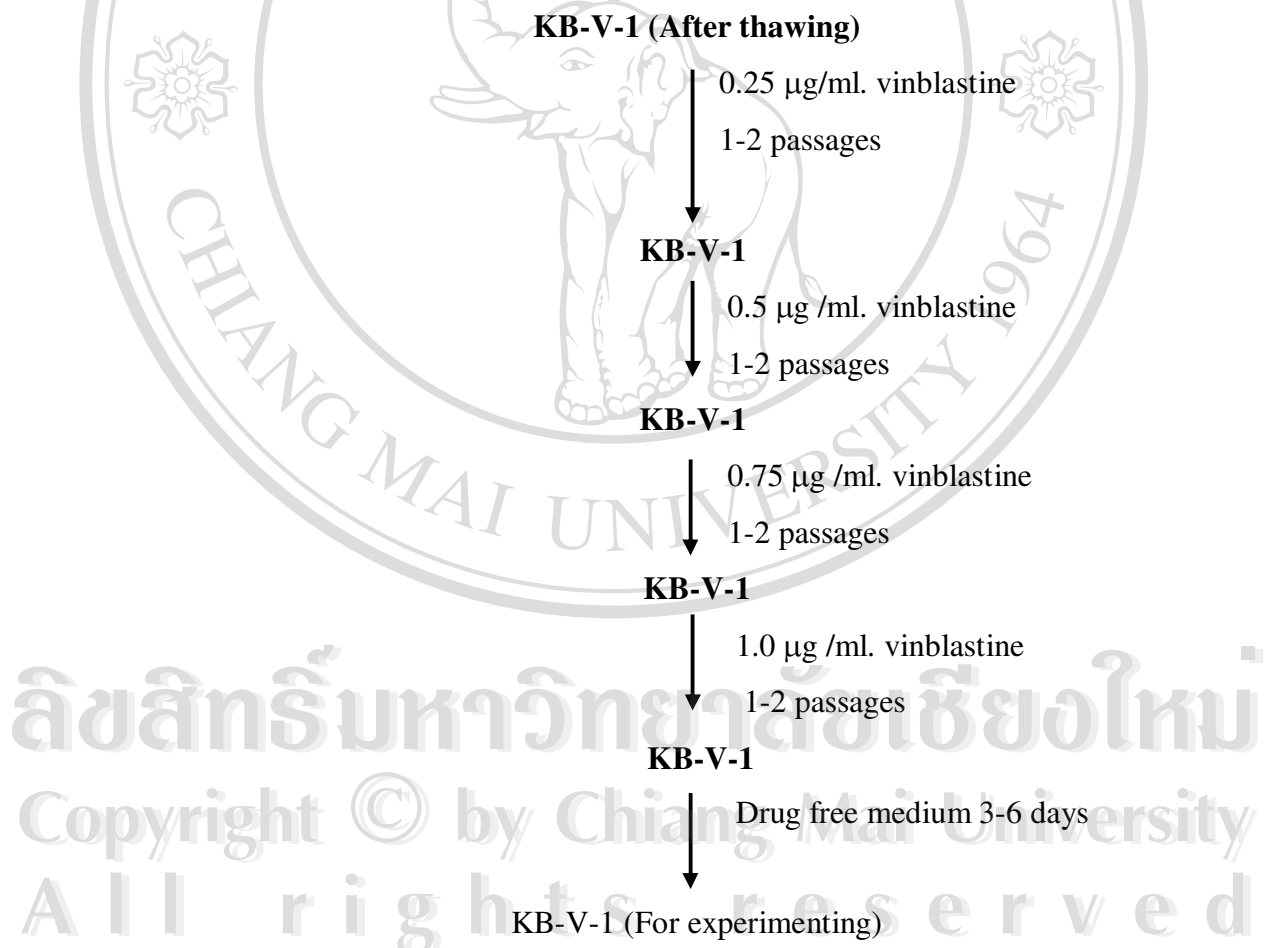 KB-V-1 (After thawing)
0.25 μg/ml. vinblastine
1-2 passages
KB-V-1
0.5 μg /ml. vinblastine
1-2 passages
KB-V-1
0.75 μg /ml. vinblastine
1-2 passages
KB-V-1
1.0 μg /ml. vinblastine
1-2 passages
KB-V-1
Drug free medium 3-6 days
KB-V-1 (For experimenting)
CHIANG MAI UNIVERSITY 1964
ลิขสิทธิ์มหาวิทยาลัยเชียงใหม่
Copyright © by Chiang Mai University
All rights reserved